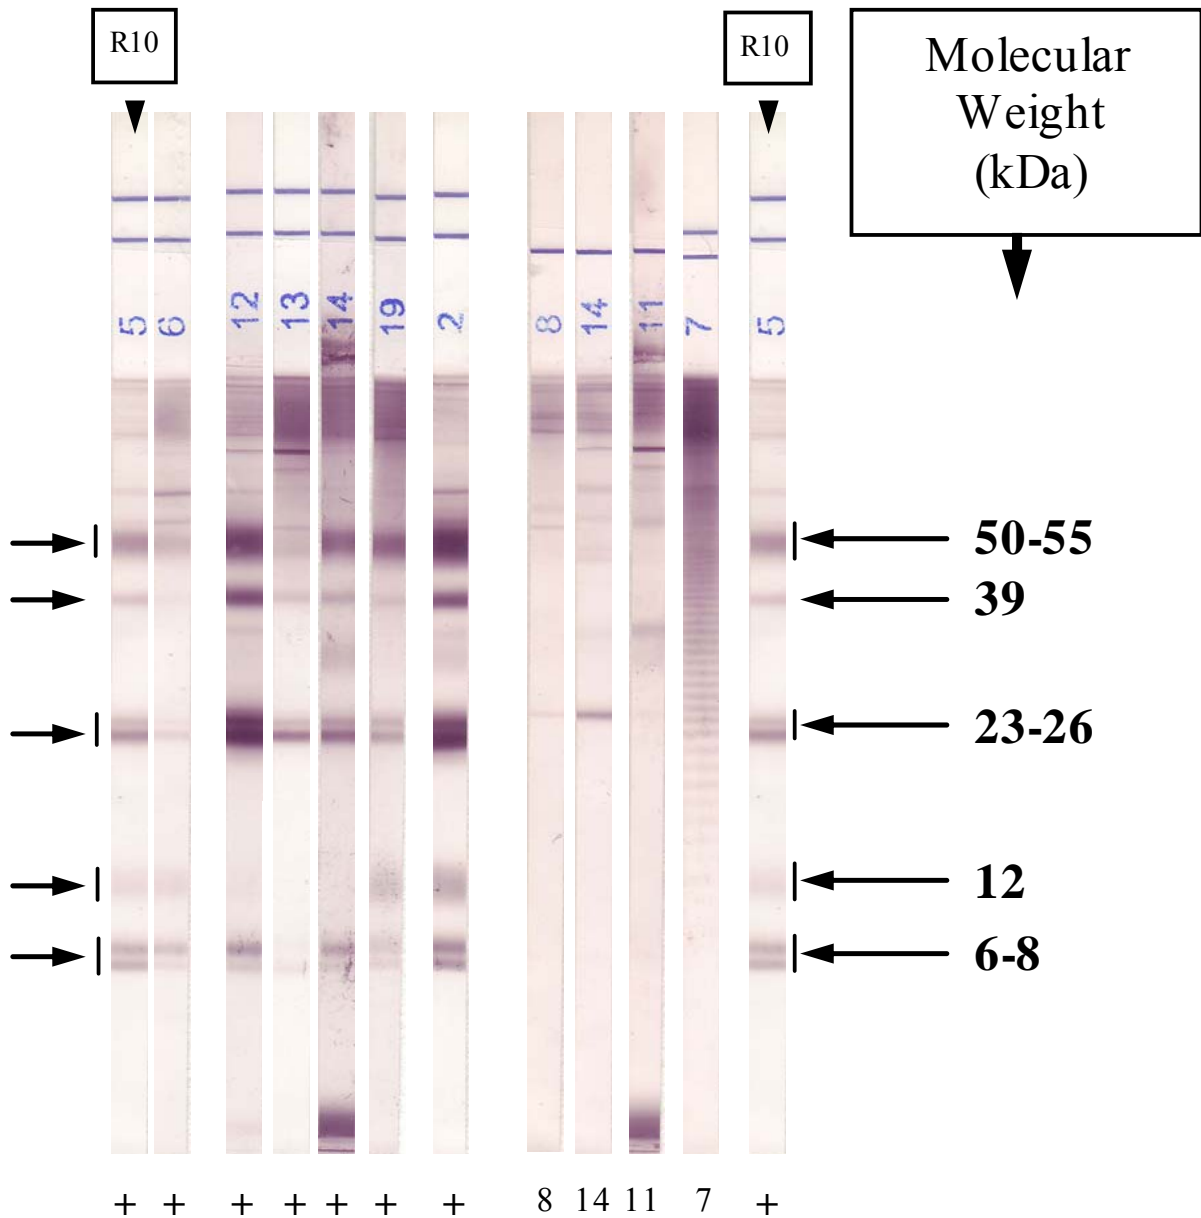 R10
R10
Molecular
Weight
(kDa)
5 6 12 13 14 19 2 8 14 11 7 5
50-55
39
23-26
12
6-8
+ + + + + + + 8 14 11 7 +